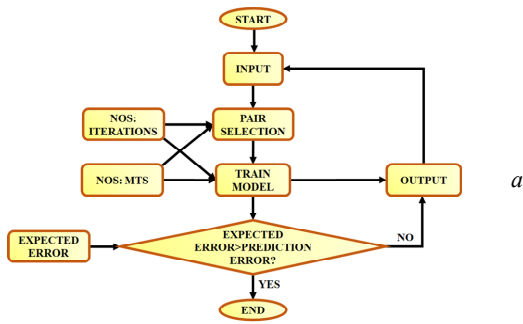 START
INPUT
NOS:
ITERATIONS
PAIR
SELECTION
NOS: MTS
TRAIN
MODEL
OUTPUT
a
EXPECTED
ERROR
EXPECTED
ERROR>PREDICTION
ERROR?
NO
YES
END